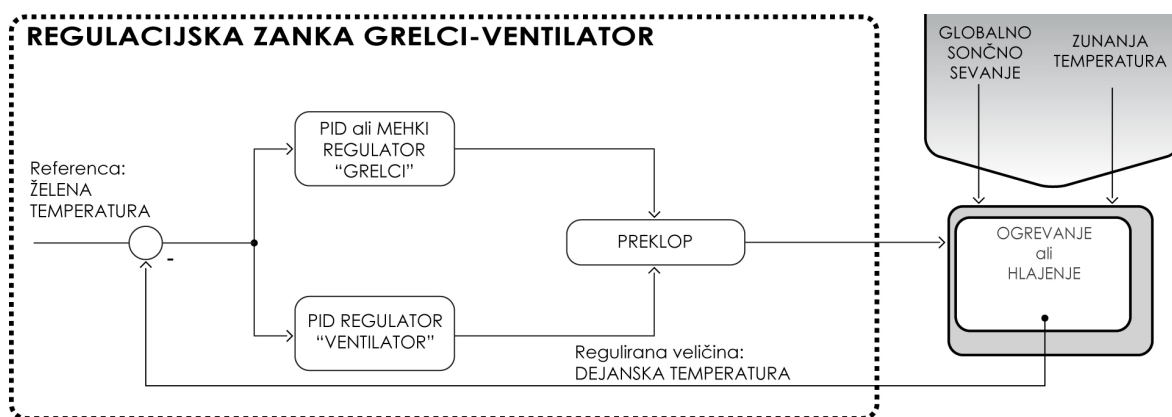 REGULACIJSKA ZANKA GRELCI-VENTILATOR
GLOBALNO
SONČNO
SEVANJE
ZUNANJA
TEMPERATURA
PID ali MEHKI
REGULATOR
“GRELCI”
Referenca:
ŽELENA
TEMPERATURA
-
PREKLOP
OGREVANJE
ali
HLAJENJE
PID REGULATOR
“VENTILATOR”
Regulirana veličina:
DEJANSKA TEMPERATURA